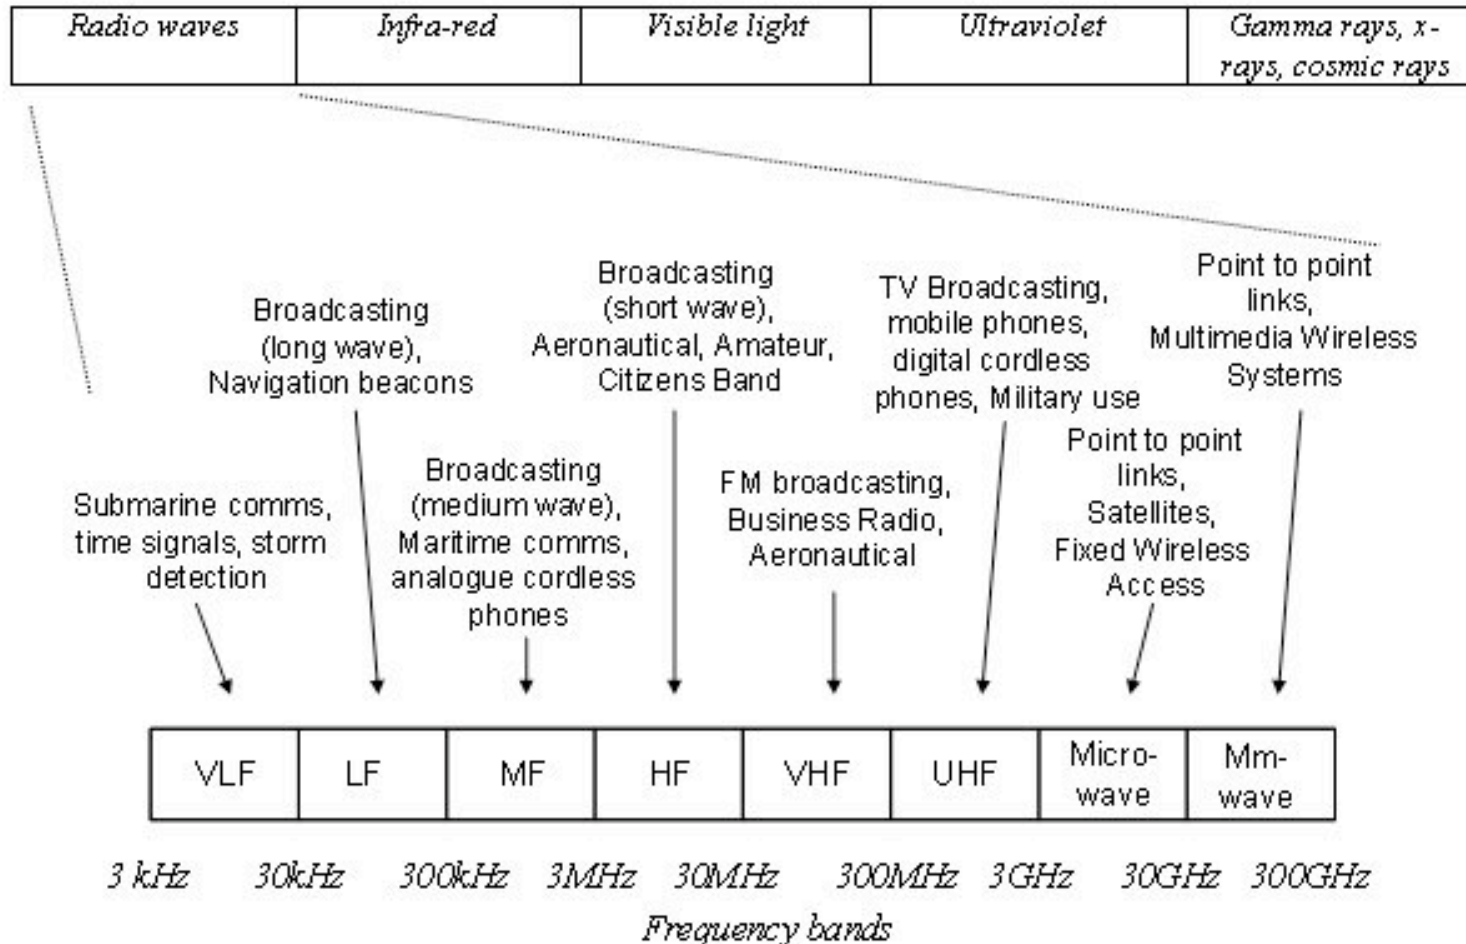 Radio waves
Infra-red
Visible light
Ultraviolet
Gamma rays, x-
rays, cosmic rays
Submarine comms,
time signals, storm
detection
Broadcasting
(long wave),
Navigation beacons
Broadcasting
(medium wave),
Maritime comms,
analogue cordless
phones
Broadcasting
(short wave),
Aeronautical, Amateur,
Citizens Band
FM broadcasting,
Business Radio,
Aeronautical
TV Broadcasting,
mobile phones,
digital cordless
phones, Military use
Point to point
links,
Satellites,
Fixed Wireless
Access
Point to point
links,
Multimedia Wireless
Systems
VLF
LF
MF
HF
VHF
UHF
Micro-
wave
Mm-
wave
3 kHz
30kHz
300kHz
3MHz
30MHz
300MHz
3GHz
30GHz
300GHz
Frequency bands